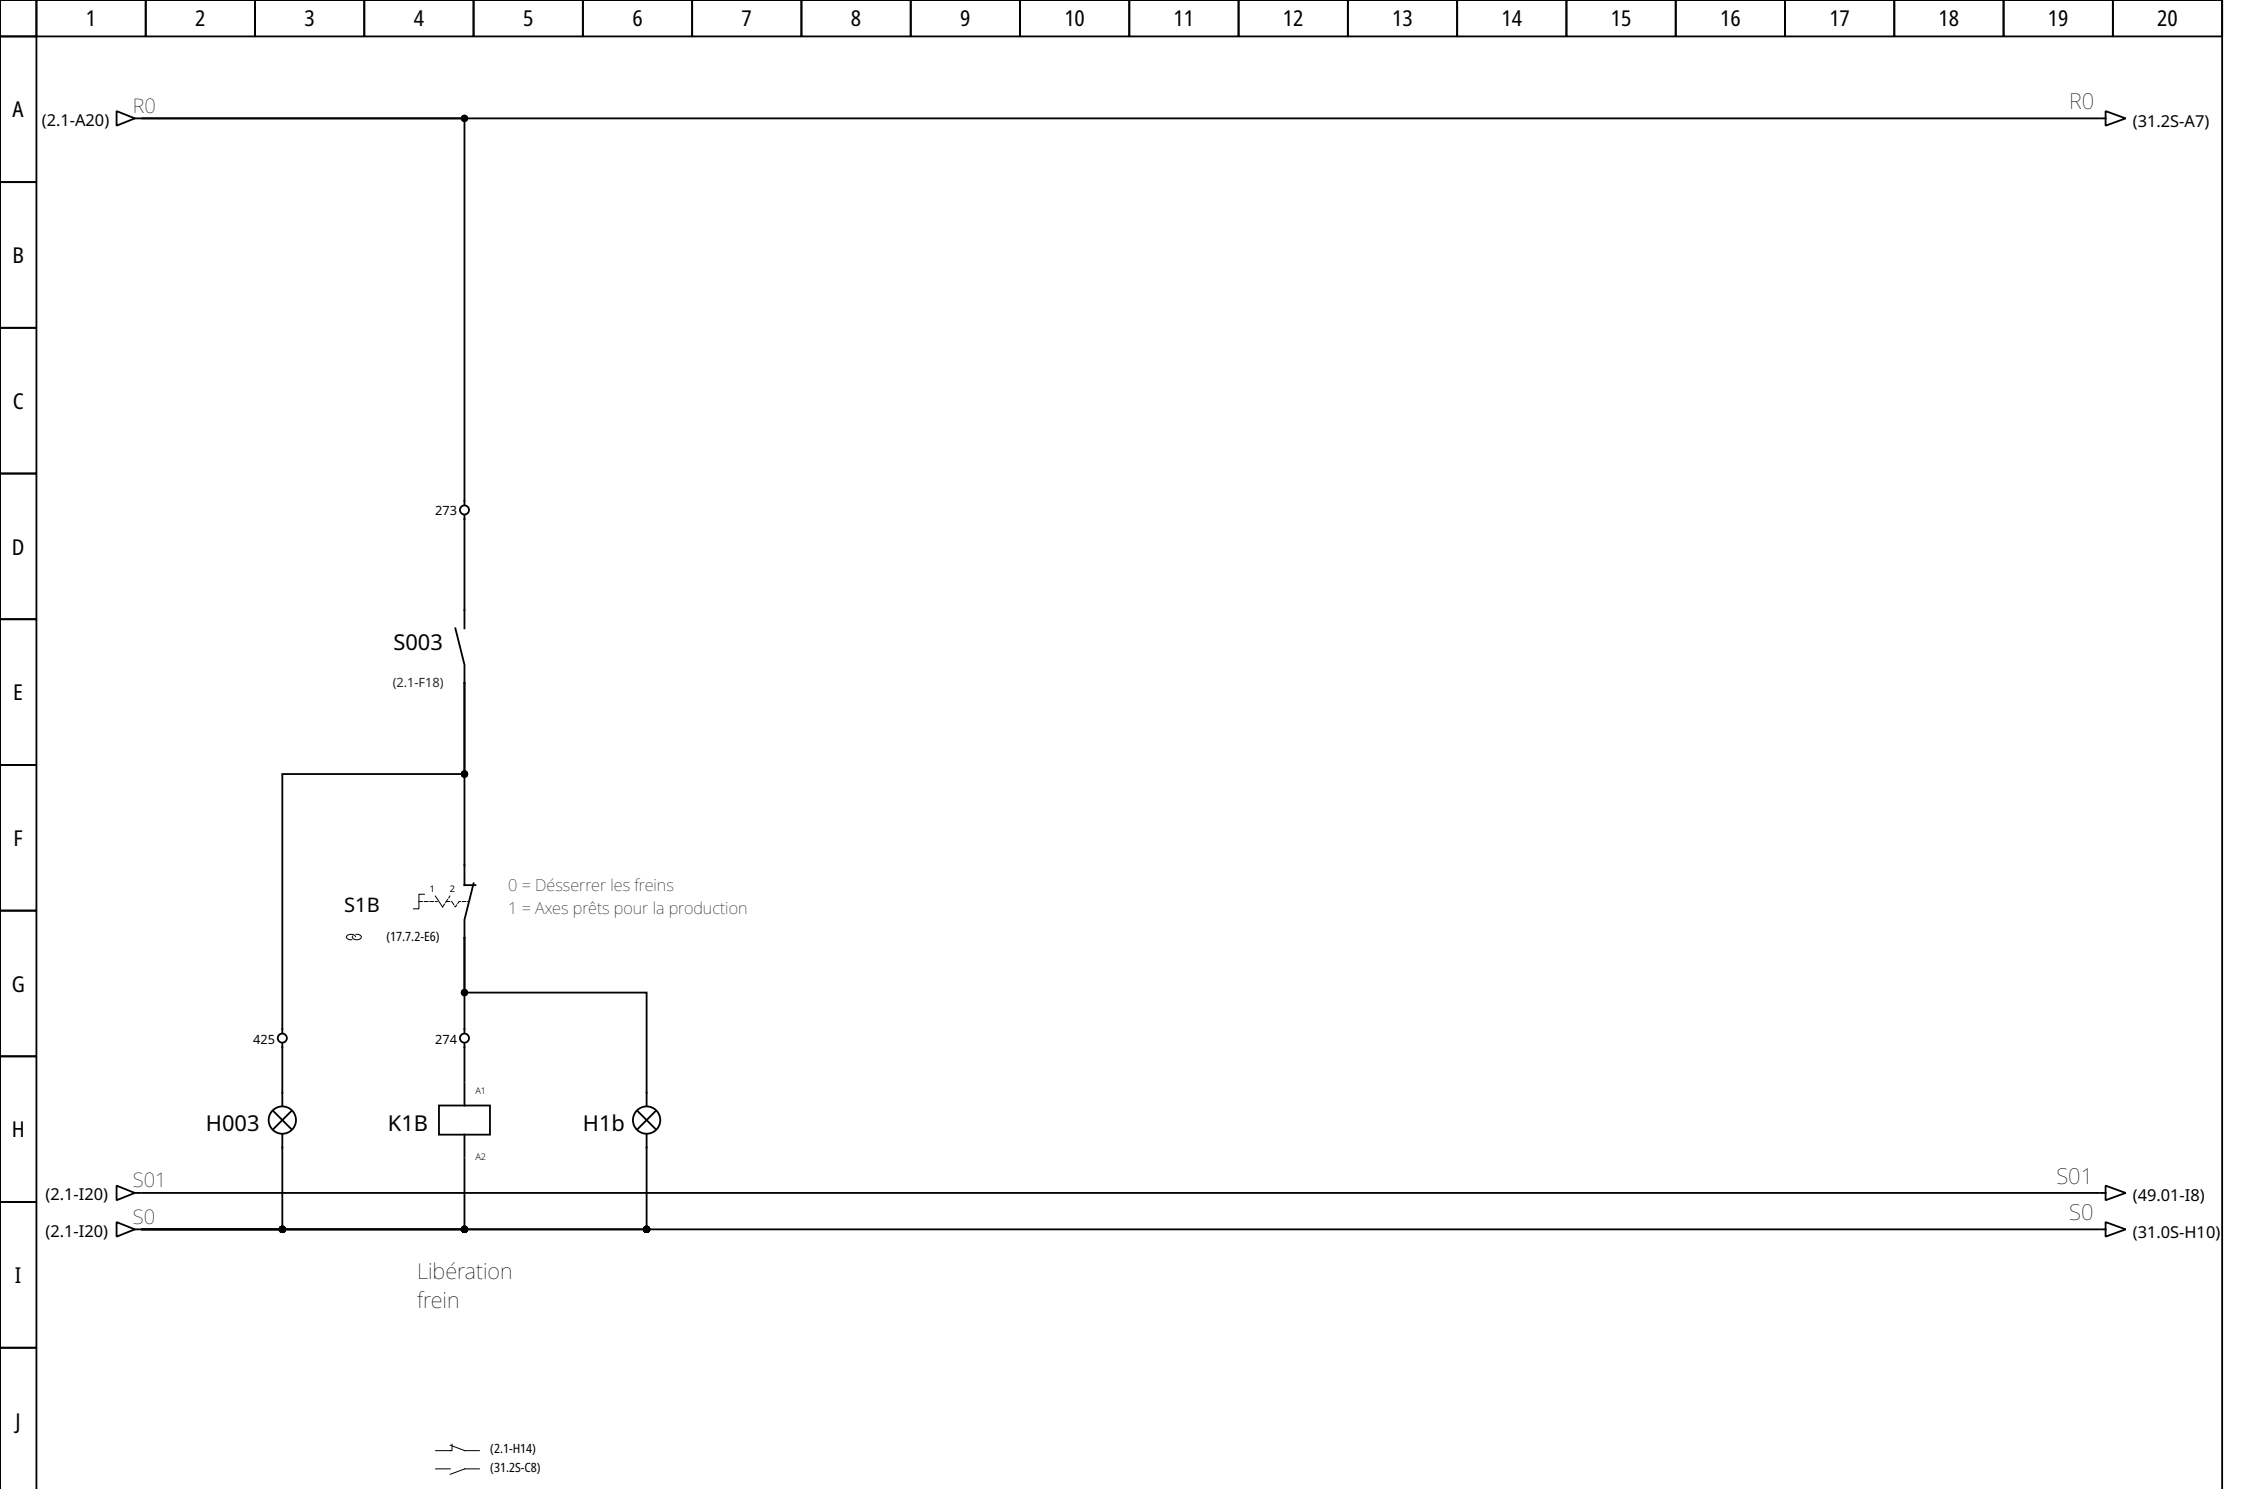 1 2 3 4 5 6 7 8 9 10 11 12 13 14 15 16 17 18 19 20
A
R0
(2.1-A20)
R0
(31.2S-A7)
B
C
D
273
E
S003
(2.1-F18)
F
S1B
1 2
(17.7.2-E6)
0 = Désserrer les freins
1 = Axes prêts pour la production
G
425
274
H
H003
A1
K1B
A2
H1b
S01
(2.1-I20)
S01
(49.01-I8)
S0
(2.1-I20)
S0
(31.0S-H10)
I
Libération
frein
J
(2.1-H14)
(31.2S-C8)